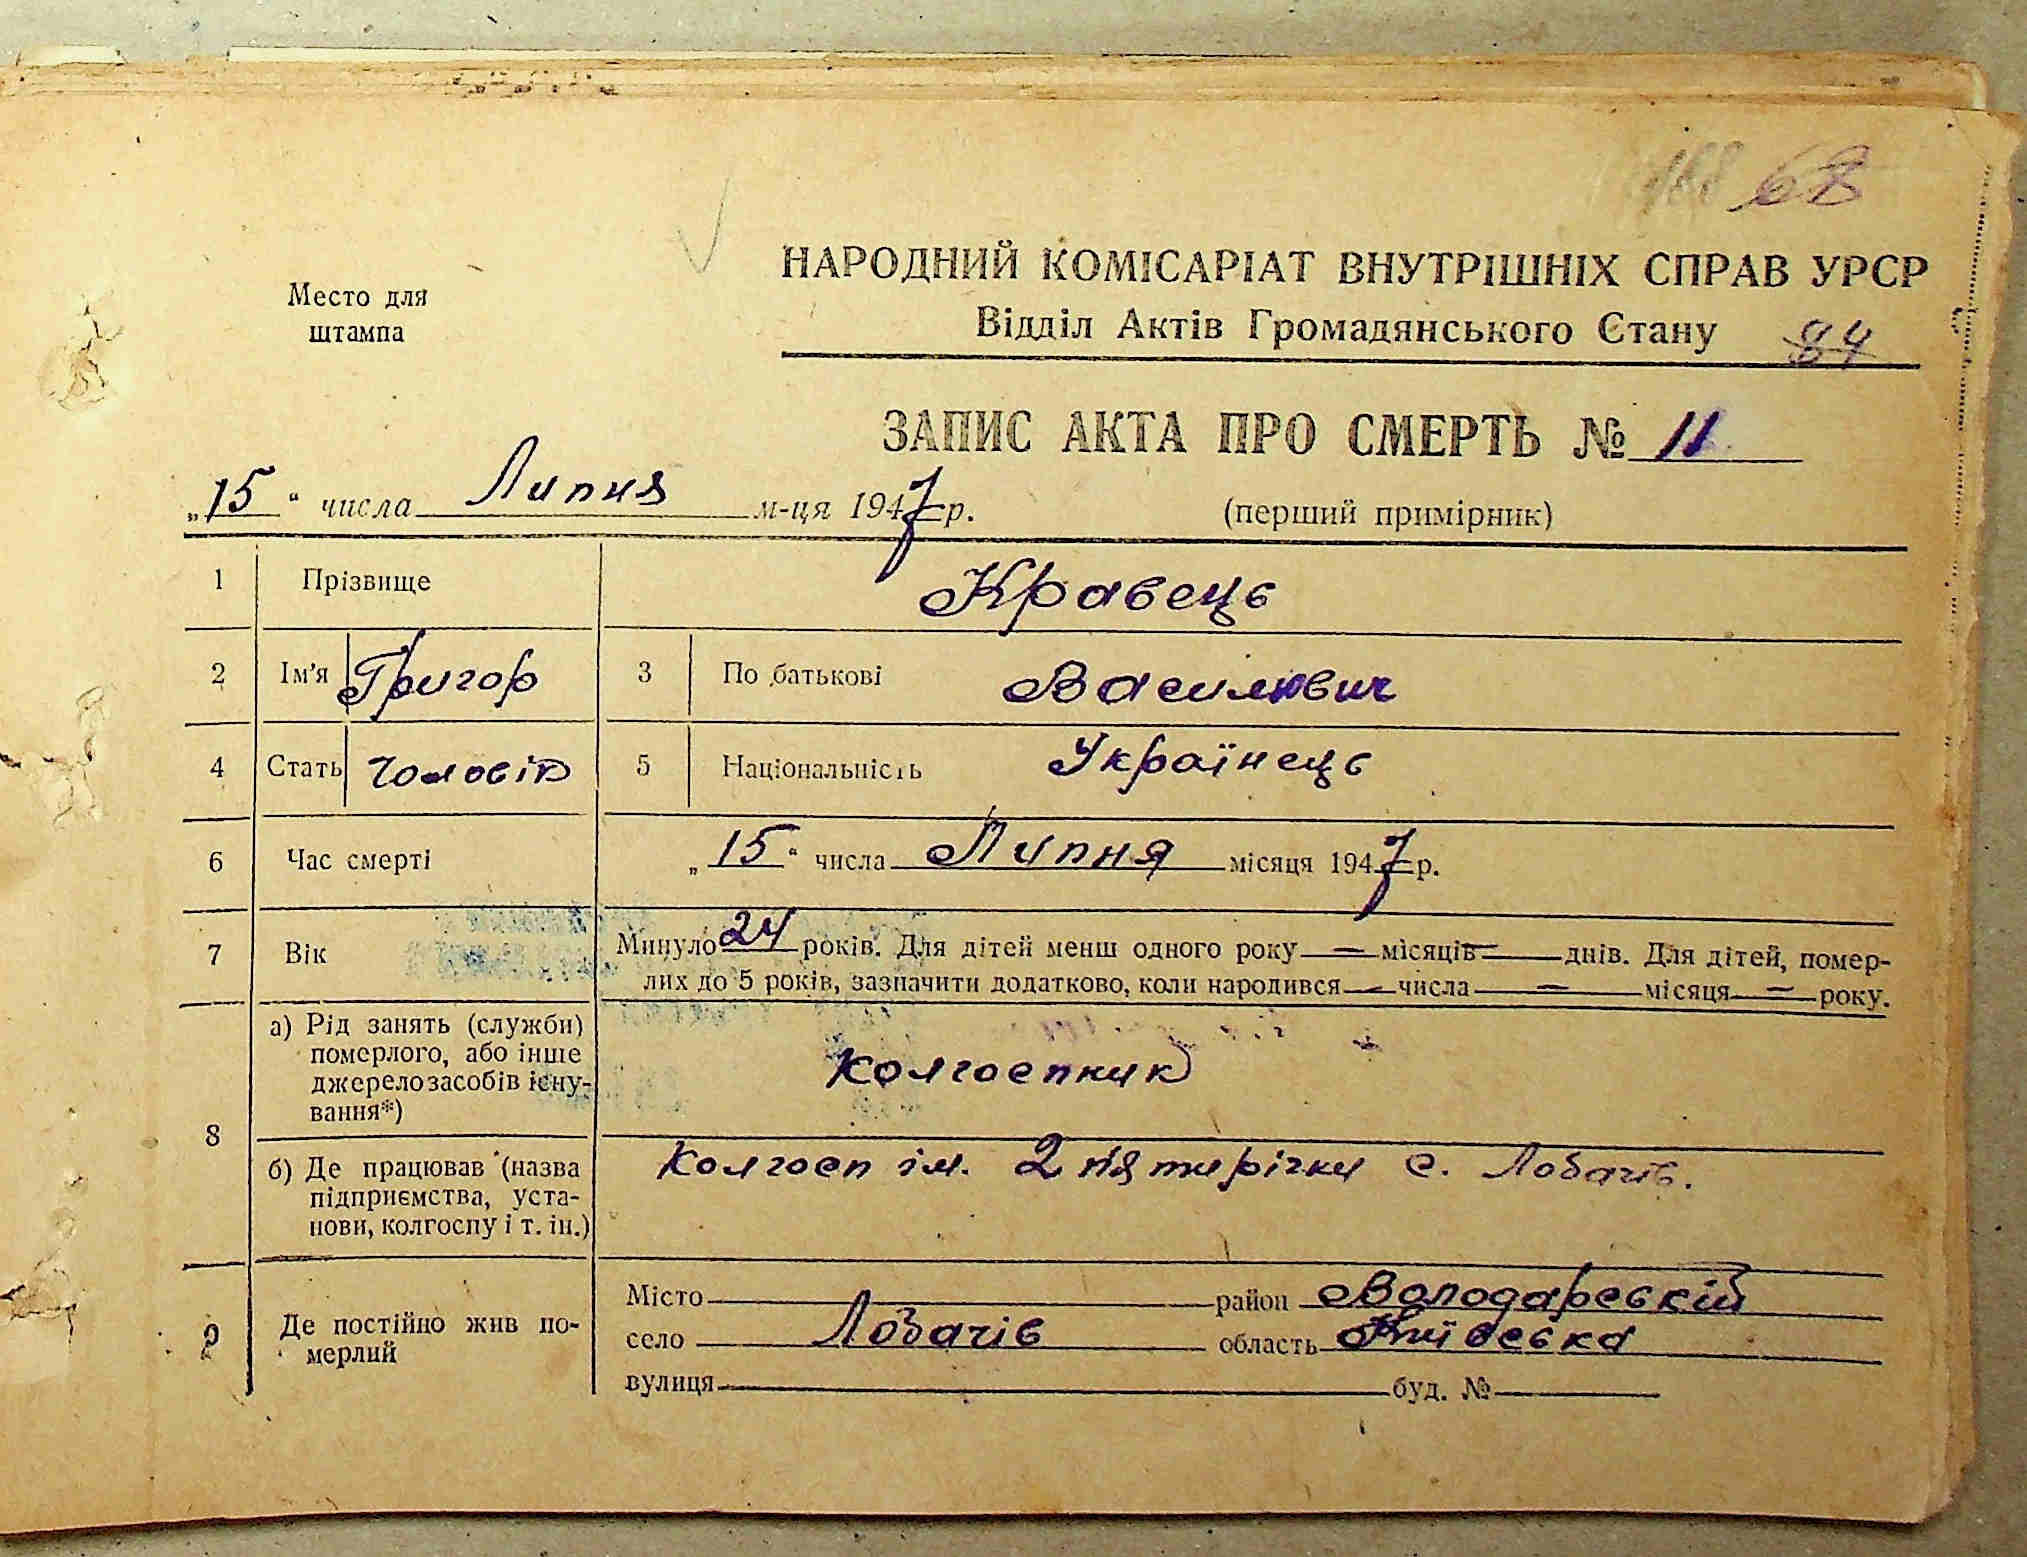 68
НАРОДНИЙ КОМІСАРІАТ ВНУТРІШНІХ СПРАВ УРСР
Место для
штампа
Відділ Актів Громадянського Стану 84
ЗАПИС АКТА ПРО СМЕРТЬ № 11
„15“ числа Липня м-ця 1947 р. (перший примірник)
1 Прізвище Кравець
2 Ім'я Григор 3 По батькові Василювич
4 Стать Чоловік 5 Національність Українець
6 Час смерті „15“ числа Липня місяця 1947 р.
7 Вік Минуло 24 років. Для дітей менш одного року — місяців — днів. Для дітей, помер-
лих до 5 років, зазначити додатково, коли народився — числа — місяця — року.
8 а) Рід занять (служби)
померлого, або інше
джерело засобів існу-
вання*)
Колгоспник
б) Де працював (назва
підприємства, уста-
нови, колгоспу і т. ін.)
Колгосп ім. 2 п'ятирічки с. Лобачів.
9 Де постійно жив по-
мерлий
Місто район Володарській
село Лобачів область Київська
вулиця буд. №